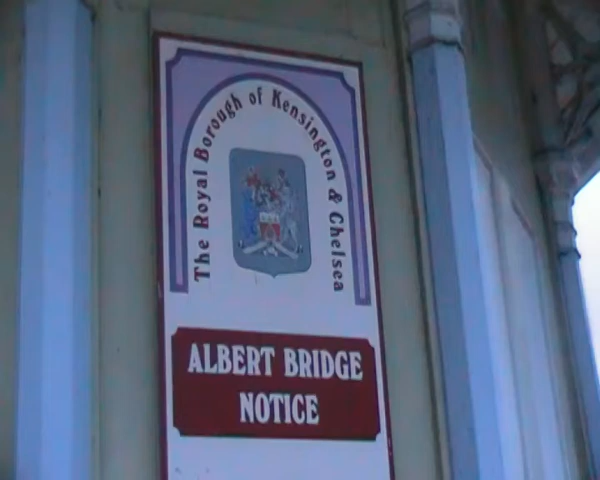 The Royal Borough of Kensington & Chelsea
ALBERT BRIDGE
NOTICE